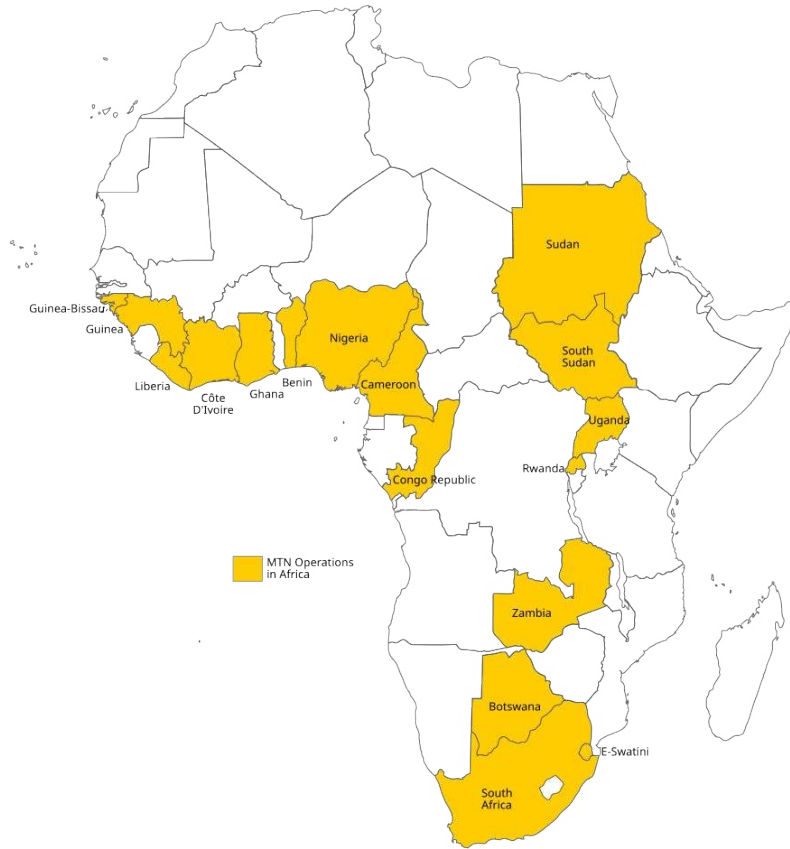 Sudan
Guinea-Bissau
Guinea
Nigeria
South
Sudan
Liberia
Côte
D'Ivoire
Ghana
Benin
Cameroon
Uganda
Rwanda
Congo Republic
MTN Operations
in Africa
Zambia
Botswana
E-Swatini
South
Africa